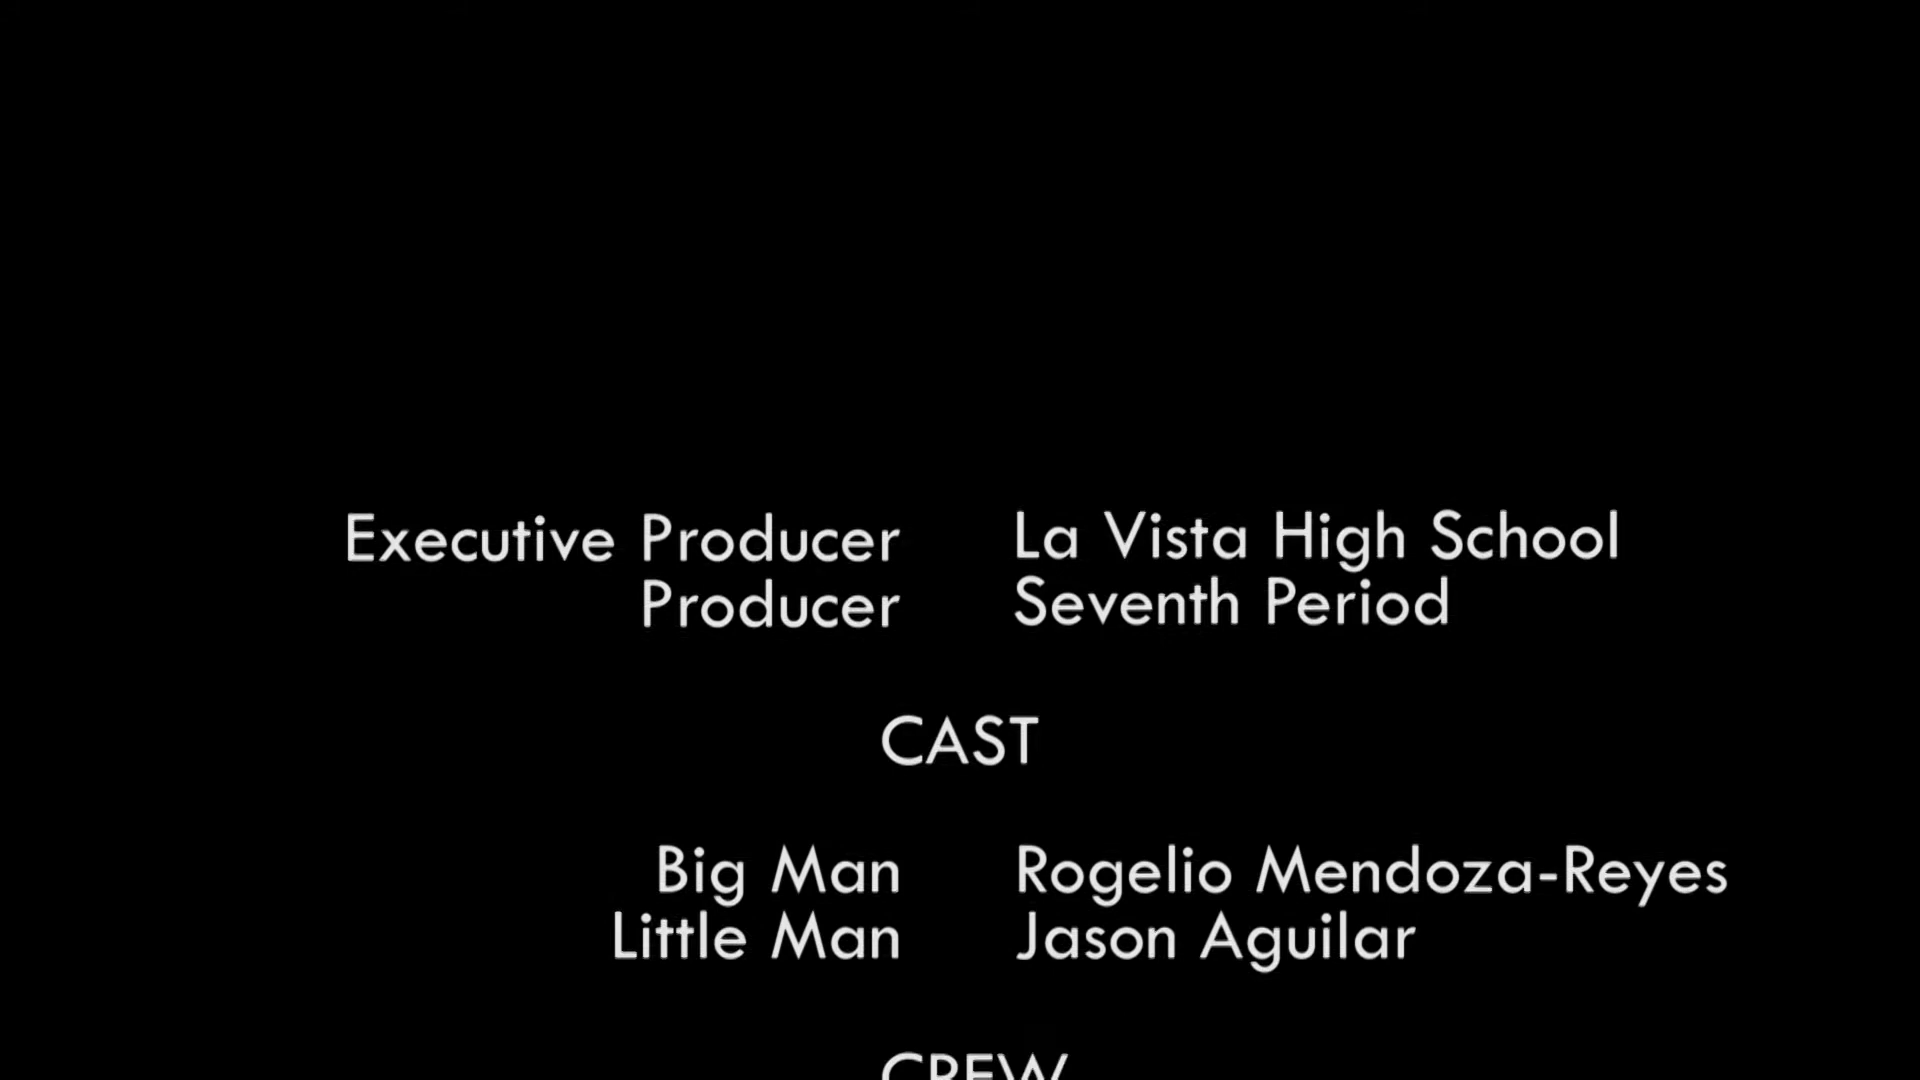 Executive Producer La Vista High School
Producer Seventh Period
CAST
Big Man Rogelio Mendoza-Reyes
Little Man Jason Aguilar
CREW